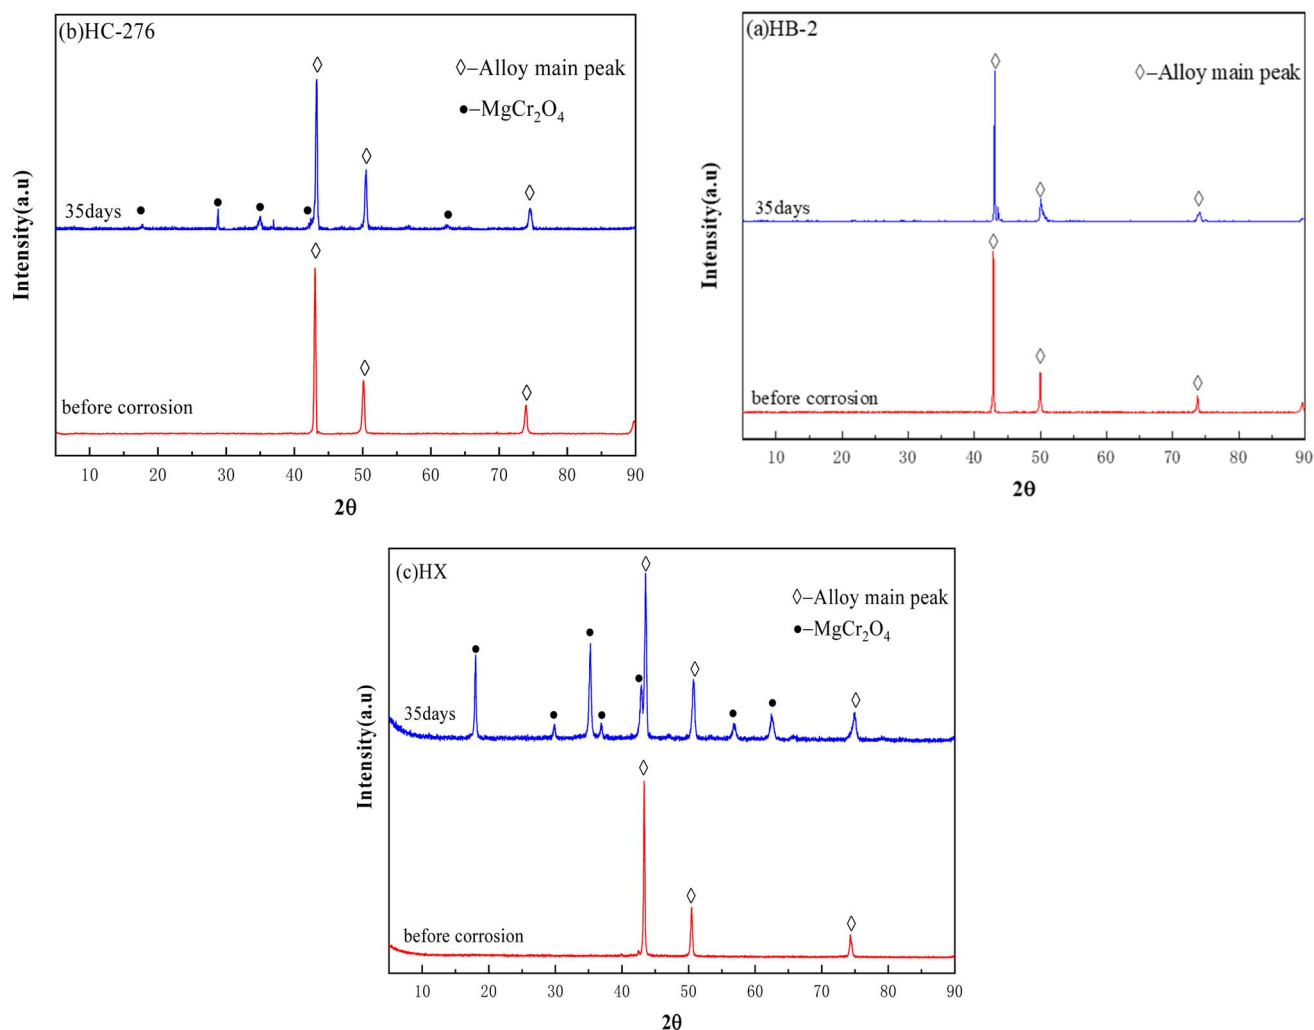 (b)HC-276
◊–Alloy main peak
●–MgCr₂O₄
35days
before corrosion
Intensity(a.u)
10 20 30 40 50 60 70 80 90
2θ
(a)HB-2
◊–Alloy main peak
35days
before corrosion
Intensity(a.u)
10 20 30 40 50 60 70 80 90
2θ
(c)HX
◊–Alloy main peak
●–MgCr₂O₄
35days
before corrosion
Intensity(a.u)
10 20 30 40 50 60 70 80 90
2θ